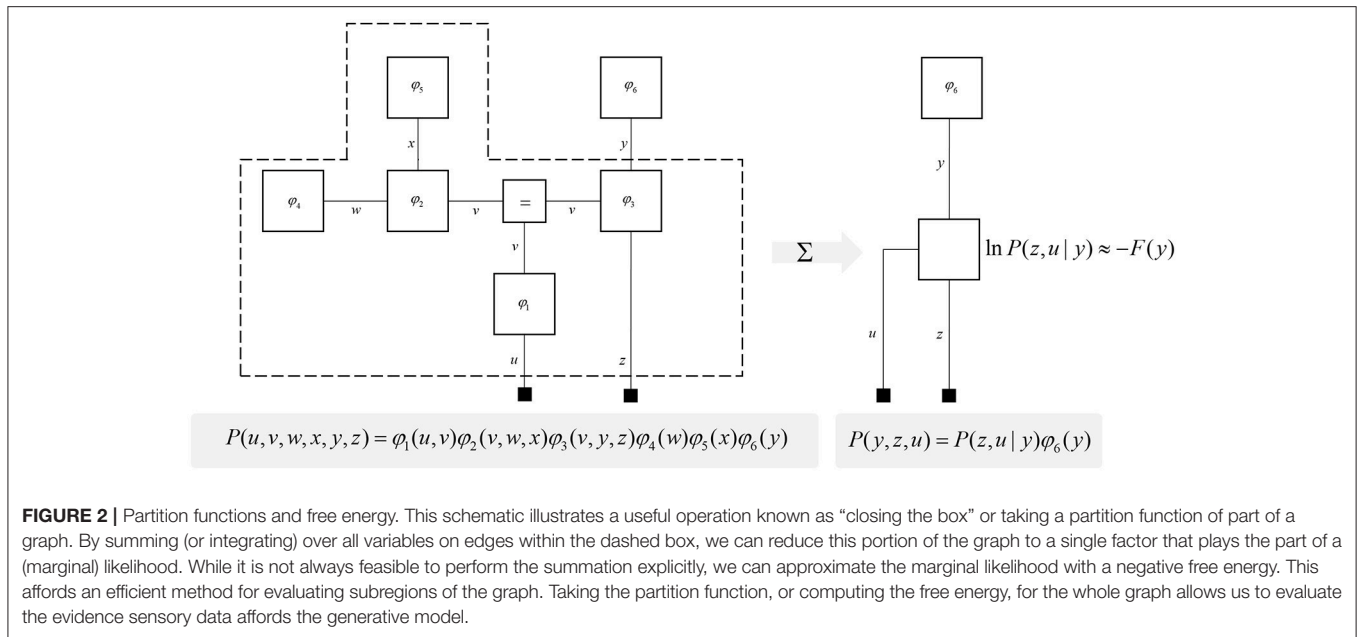 φ₅
φ₆
φ₆
x
y
y
φ₄
w
φ₂
v
=
v
φ₃
ln P(z,u | y) ≈ −F(y)
Σ
v
φ₁
u
z
u
z
P(u,v,w,x,y,z) = φ₁(u,v)φ₂(v,w,x)φ₃(v,y,z)φ₄(w)φ₅(x)φ₆(y)
P(y,z,u) = P(z,u | y)φ₆(y)
FIGURE 2 | Partition functions and free energy. This schematic illustrates a useful operation known as “closing the box” or taking a partition function of part of a
graph. By summing (or integrating) over all variables on edges within the dashed box, we can reduce this portion of the graph to a single factor that plays the part of a
(marginal) likelihood. While it is not always feasible to perform the summation explicitly, we can approximate the marginal likelihood with a negative free energy. This
affords an efficient method for evaluating subregions of the graph. Taking the partition function, or computing the free energy, for the whole graph allows us to evaluate
the evidence sensory data affords the generative model.